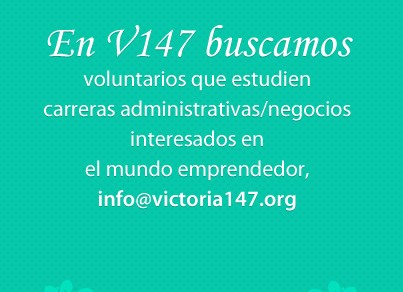 En V147 buscamos
voluntarios que estudien
carreras administrativas/negocios
interesados en
el mundo emprendedor,
info@victoria147.org